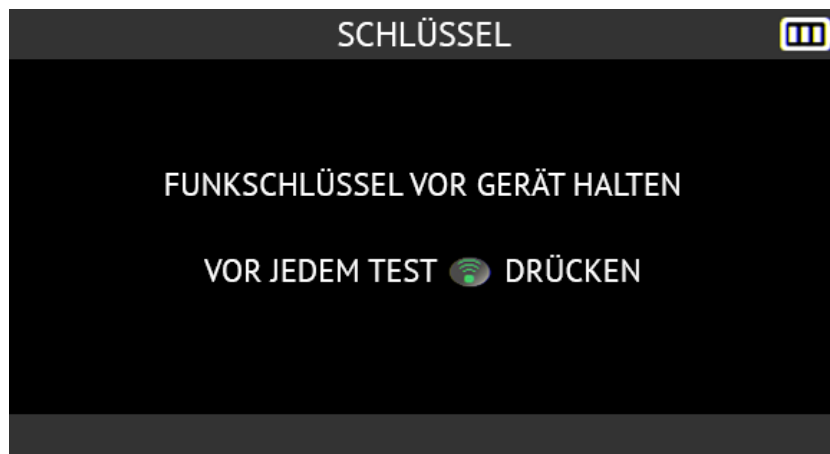 SCHLÜSSEL
FUNKSCHLÜSSEL VOR GERÄT HALTEN
VOR JEDEM TEST DRÜCKEN